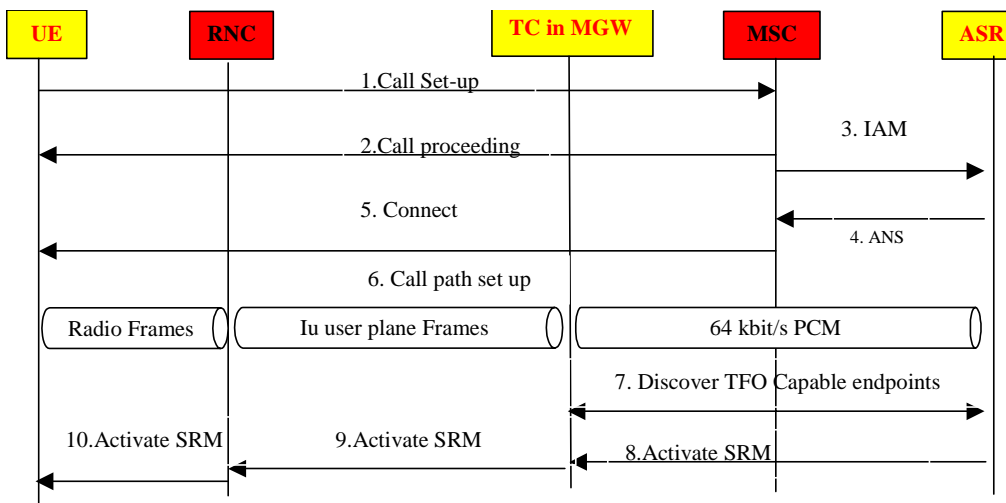 UE
RNC
TC in MGW
MSC
ASR
1.Call Set-up
3. IAM
2.Call proceeding
5. Connect
4. ANS
6. Call path set up
Radio Frames
Iu user plane Frames
64 kbit/s PCM
7. Discover TFO Capable endpoints
10.Activate SRM
9.Activate SRM
8.Activate SRM